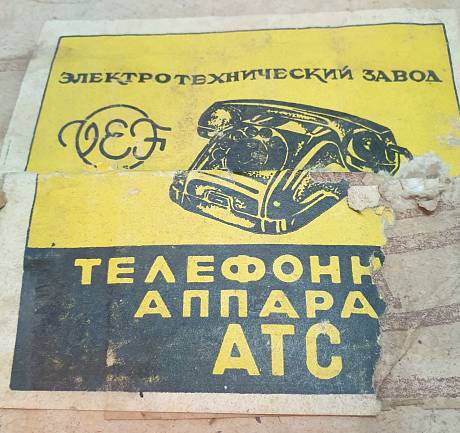 ЭЛЕКТРОТЕХНИЧЕСКИЙ ЗАВОД
VEF
ТЕЛЕФОНН
АППАРА
АТС